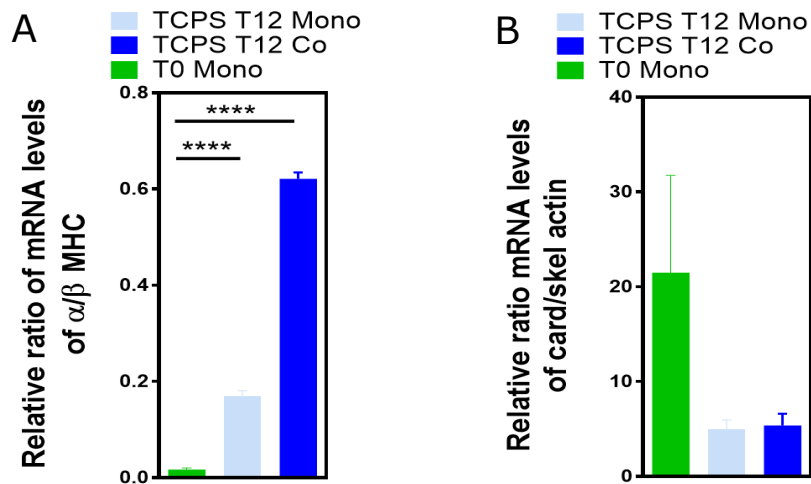 A
TCPS T12 Mono
TCPS T12 Co
T0 Mono
Relative ratio of mRNA levels
of α/β MHC
0.8
0.6
0.4
0.2
0.0
****
****
B
TCPS T12 Mono
TCPS T12 Co
T0 Mono
Relative ratio mRNA levels
of card/skel actin
40
30
20
10
0